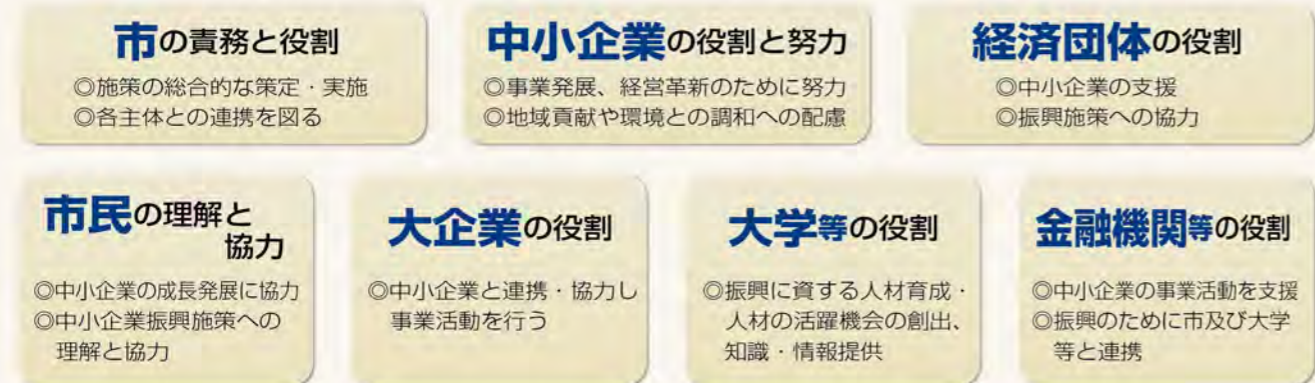 市の責務と役割
◎施策の総合的な策定・実施
◎各主体との連携を図る
中小企業の役割と努力
◎事業発展、経営革新のために努力
◎地域貢献や環境との調和への配慮
経済団体の役割
◎中小企業の支援
◎振興施策への協力
市民の理解と
協力
◎中小企業の成長発展に協力
◎中小企業振興施策への
理解と協力
大企業の役割
◎中小企業と連携・協力し
事業活動を行う
大学等の役割
◎振興に資する人材育成・
人材の活躍機会の創出、
知識・情報提供
金融機関等の役割
◎中小企業の事業活動を支援
◎振興のために市及び大学
等と連携